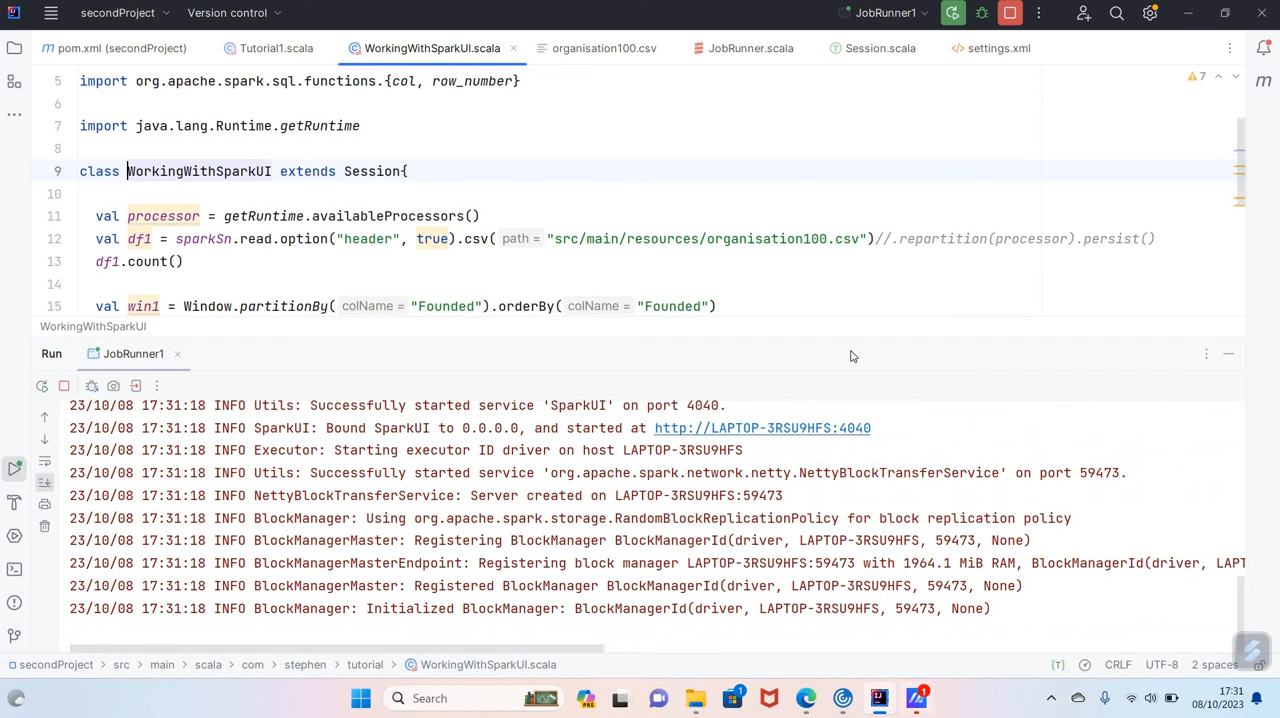 secondProject
Version control
JobRunner1
pom.xml (secondProject)
Tutorial1.scala
WorkingWithSparkUI.scala
organisation100.csv
JobRunner.scala
Session.scala
settings.xml
5 import org.apache.spark.sql.functions.{col, row_number}
7
6
7 import java.lang.Runtime.getRuntime
8
9 class WorkingWithSparkUI extends Session{
10
11 val processor = getRuntime.availableProcessors()
12 val df1 = sparkSn.read.option("header", true).csv( path = "src/main/resources/organisation100.csv")//.repartition(processor).persist()
13 df1.count()
14
15 val win1 = Window.partitionBy( colName = "Founded").orderBy( colName = "Founded")
WorkingWithSparkUI
Run
JobRunner1
23/10/08 17:31:18 INFO Utils: Successfully started service 'SparkUI' on port 4040.
23/10/08 17:31:18 INFO SparkUI: Bound SparkUI to 0.0.0.0, and started at http://LAPTOP-3RSU9HFS:4040
23/10/08 17:31:18 INFO Executor: Starting executor ID driver on host LAPTOP-3RSU9HFS
23/10/08 17:31:18 INFO Utils: Successfully started service 'org.apache.spark.network.netty.NettyBlockTransferService' on port 59473.
23/10/08 17:31:18 INFO NettyBlockTransferService: Server created on LAPTOP-3RSU9HFS:59473
23/10/08 17:31:18 INFO BlockManager: Using org.apache.spark.storage.RandomBlockReplicationPolicy for block replication policy
23/10/08 17:31:18 INFO BlockManagerMaster: Registering BlockManager BlockManagerId(driver, LAPTOP-3RSU9HFS, 59473, None)
23/10/08 17:31:18 INFO BlockManagerMasterEndpoint: Registering block manager LAPTOP-3RSU9HFS:59473 with 1964.1 MiB RAM, BlockManagerId(driver, LAPT
23/10/08 17:31:18 INFO BlockManagerMaster: Registered BlockManager BlockManagerId(driver, LAPTOP-3RSU9HFS, 59473, None)
23/10/08 17:31:18 INFO BlockManager: Initialized BlockManager: BlockManagerId(driver, LAPTOP-3RSU9HFS, 59473, None)
secondProject > src > main > scala > com > stephen > tutorial > WorkingWithSparkUI.scala
CRLF
UTF-8
2 spaces
Search
PRE
1
1
17:31
08/10/2023